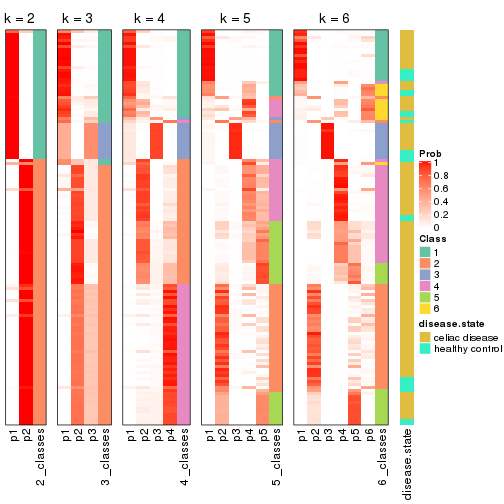 k = 2 k = 3 k = 4 k = 5 k = 6
Prob
1
0.8
0.6
0.4
0.2
0
Class
1
2
3
4
5
6
disease.state
celiac disease
healthy control
p1 p2 2_classes p1 p2 p3 3_classes p1 p2 p3 p4 4_classes p1 p2 p3 p4 p5 5_classes p1 p2 p3 p4 p5 p6 6_classes disease.state